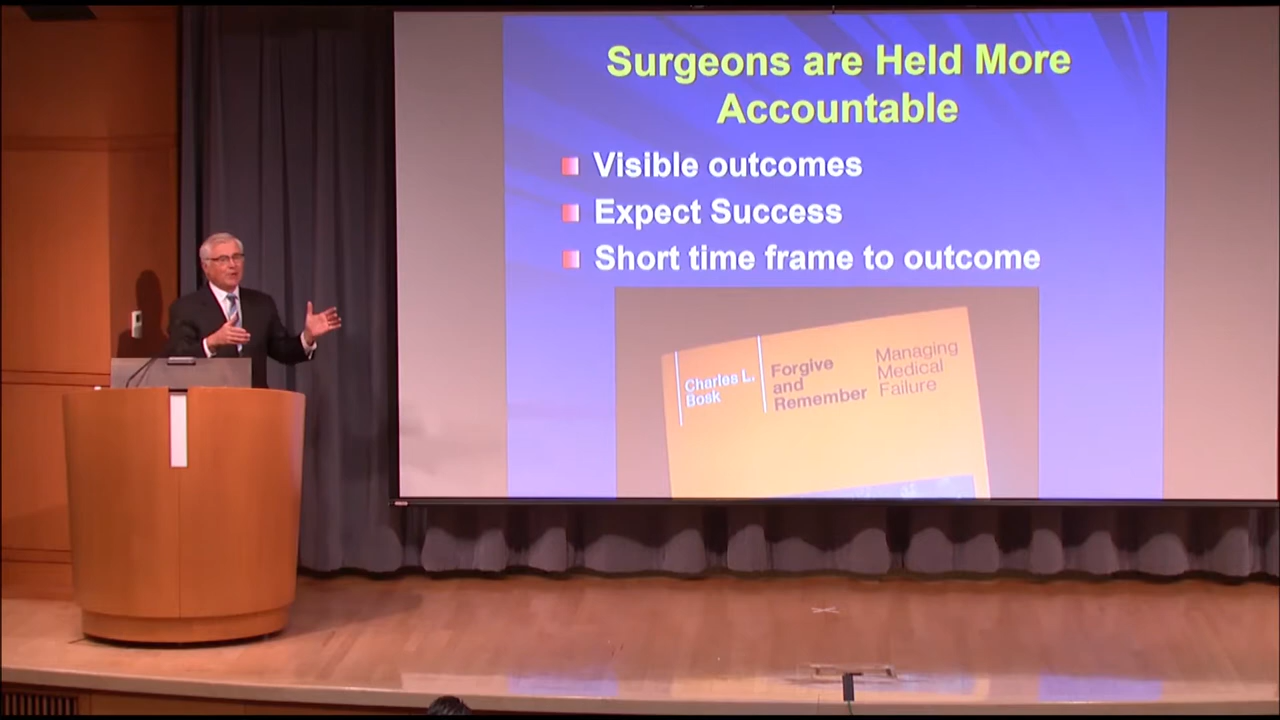 Surgeons are Held More
Accountable
Visible outcomes
Expect Success
Short time frame to outcome
Charles L.
Bosk
Forgive
and
Remember
Managing
Medical
Failure